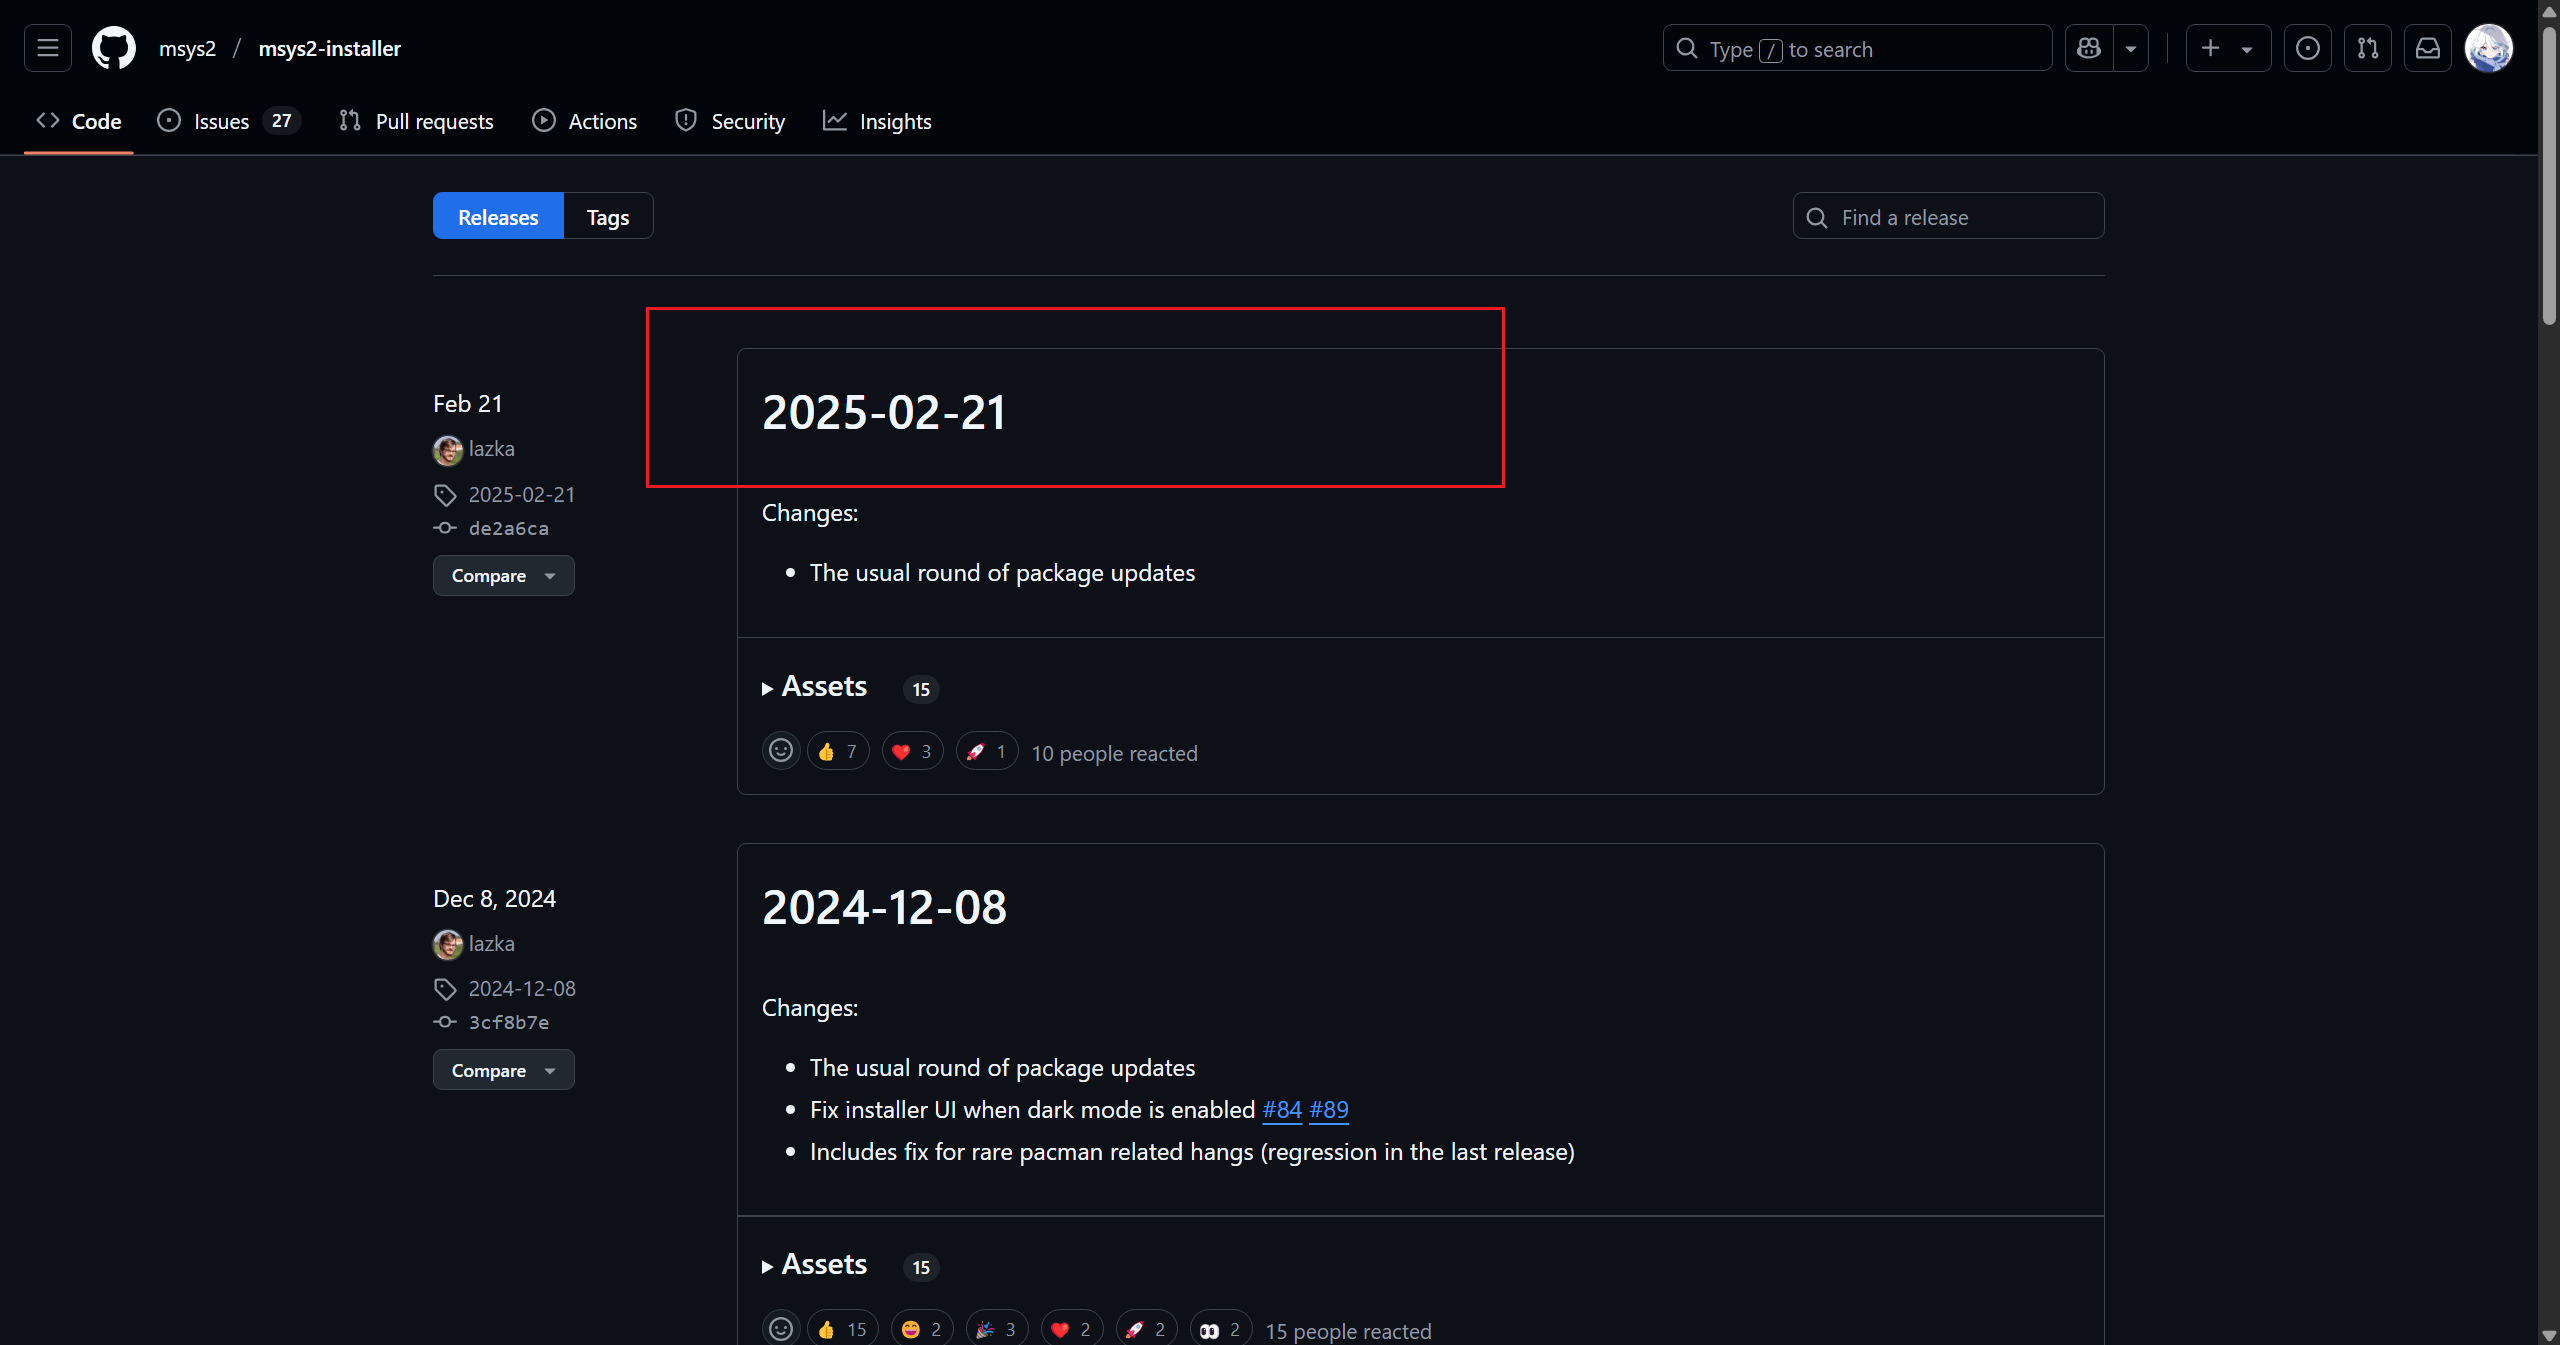 msys2 / msys2-installer
Type / to search
Code
Issues 27
Pull requests
Actions
Security
Insights
Releases
Tags
Find a release
Feb 21
lazka
2025-02-21
de2a6ca
Compare
2025-02-21
Changes:
The usual round of package updates
Assets 15
7
3
1
10 people reacted
Dec 8, 2024
lazka
2024-12-08
3cf8b7e
Compare
2024-12-08
Changes:
The usual round of package updates
Fix installer UI when dark mode is enabled #84 #89
Includes fix for rare pacman related hangs (regression in the last release)
Assets 15
15
2
3
2
2
2
15 people reacted